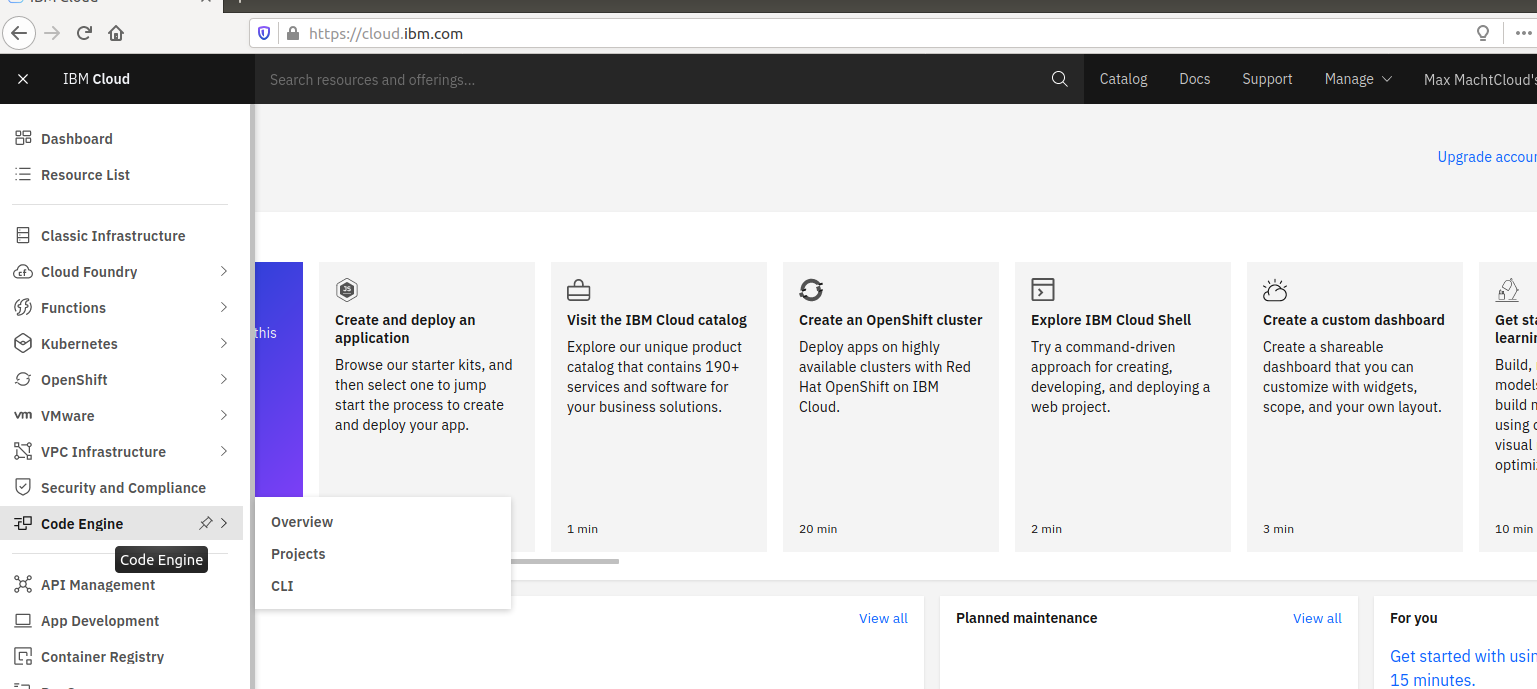 IBM Cloud
https://cloud.ibm.com
IBM Cloud
Search resources and offerings...
Catalog
Docs
Support
Manage
Max MachtCloud's
Dashboard
Resource List
Classic Infrastructure
Cloud Foundry
Functions
Kubernetes
OpenShift
vm VMware
VPC Infrastructure
Security and Compliance
Code Engine
Code Engine
API Management
App Development
Container Registry
Overview
Projects
CLI
Upgrade accoun
this
JS
Create and deploy an
application
Browse our starter kits, and
then select one to jump
start the process to create
and deploy your app.
Visit the IBM Cloud catalog
Explore our unique product
catalog that contains 190+
services and software for
your business solutions.
1 min
Create an OpenShift cluster
Deploy apps on highly
available clusters with Red
Hat OpenShift on IBM
Cloud.
20 min
Explore IBM Cloud Shell
Try a command-driven
approach for creating,
developing, and deploying a
web project.
2 min
Create a custom dashboard
Create a shareable
dashboard that you can
customize with widgets,
scope, and your own layout.
3 min
Get sta
learnin
Build,
models
build m
using
visual
optimiz
10 min
View all
Planned maintenance
View all
For you
Get started with usin
15 minutes.